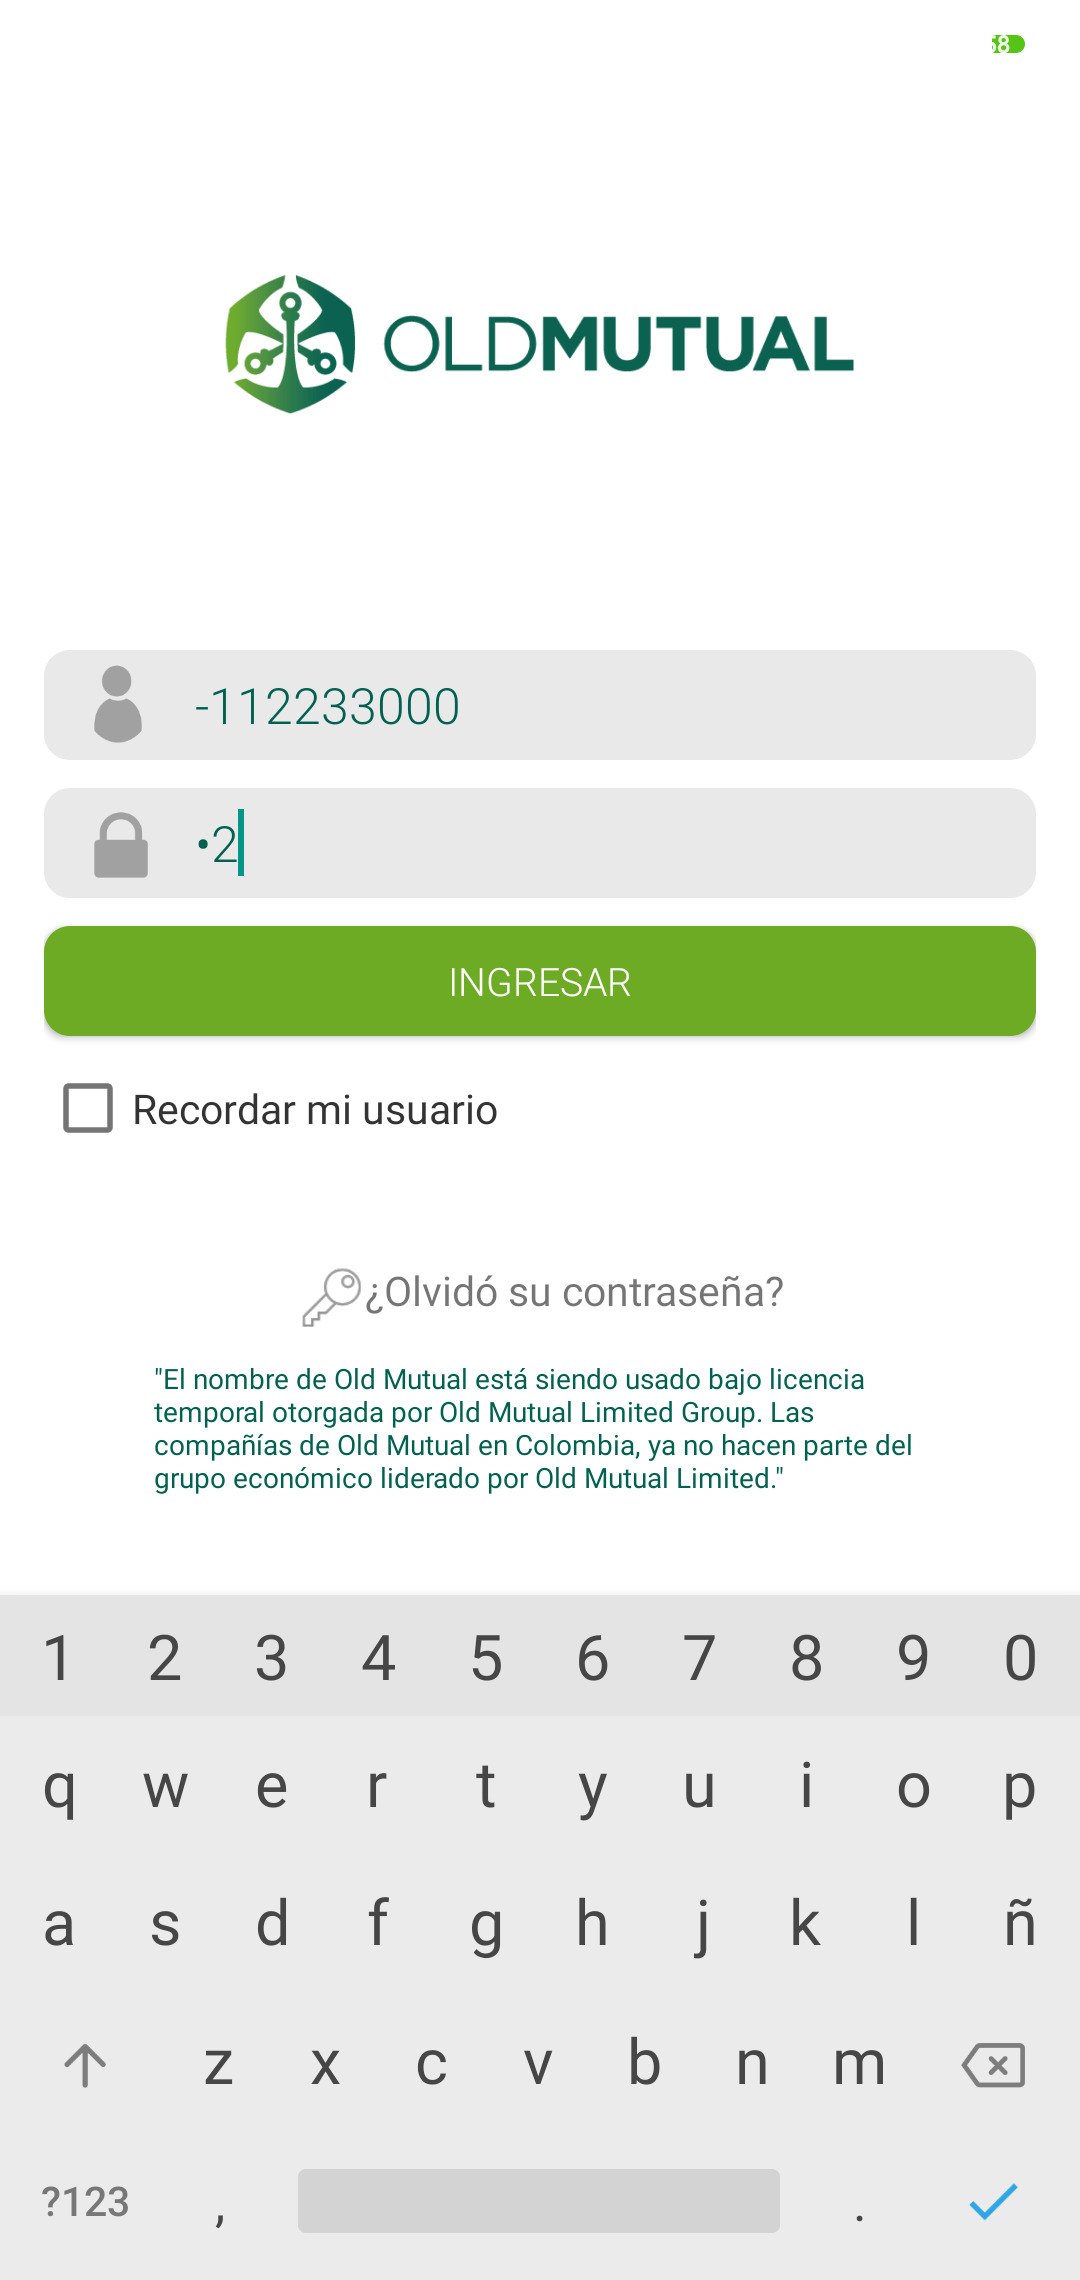 58
OLDMUTUAL
-112233000
•2
INGRESAR
Recordar mi usuario
¿Olvidó su contraseña?
"El nombre de Old Mutual está siendo usado bajo licencia
temporal otorgada por Old Mutual Limited Group. Las
compañías de Old Mutual en Colombia, ya no hacen parte del
grupo económico liderado por Old Mutual Limited."
1 2 3 4 5 6 7 8 9 0
q w e r t y u i o p
a s d f g h j k l ñ
z x c v b n m
?123 , .